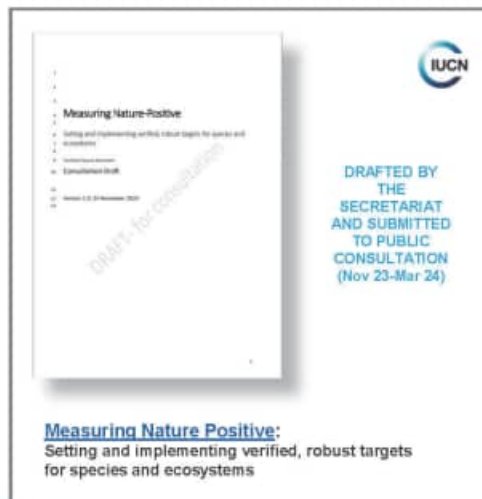 IUCN
Measuring Nature-Positive
Setting and implementing verified, robust targets for species and
ecosystems
Consultation Draft
DRAFT- for consultation
DRAFTED BY
THE
SECRETARIAT
AND SUBMITTED
TO PUBLIC
CONSULTATION
(Nov 23-Mar 24)
Measuring Nature Positive:
Setting and implementing verified, robust targets
for species and ecosystems